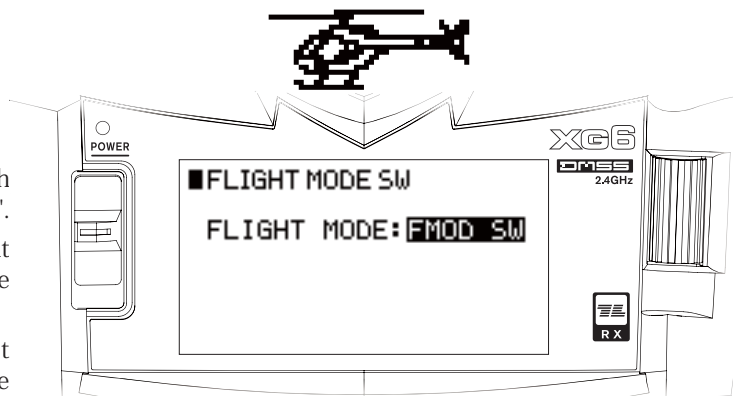 POWER
XG6
DMSS
2.4GHz
■FLIGHT MODE SW
FLIGHT MODE:FMOD SW
RX
h
".
t
e
t
e